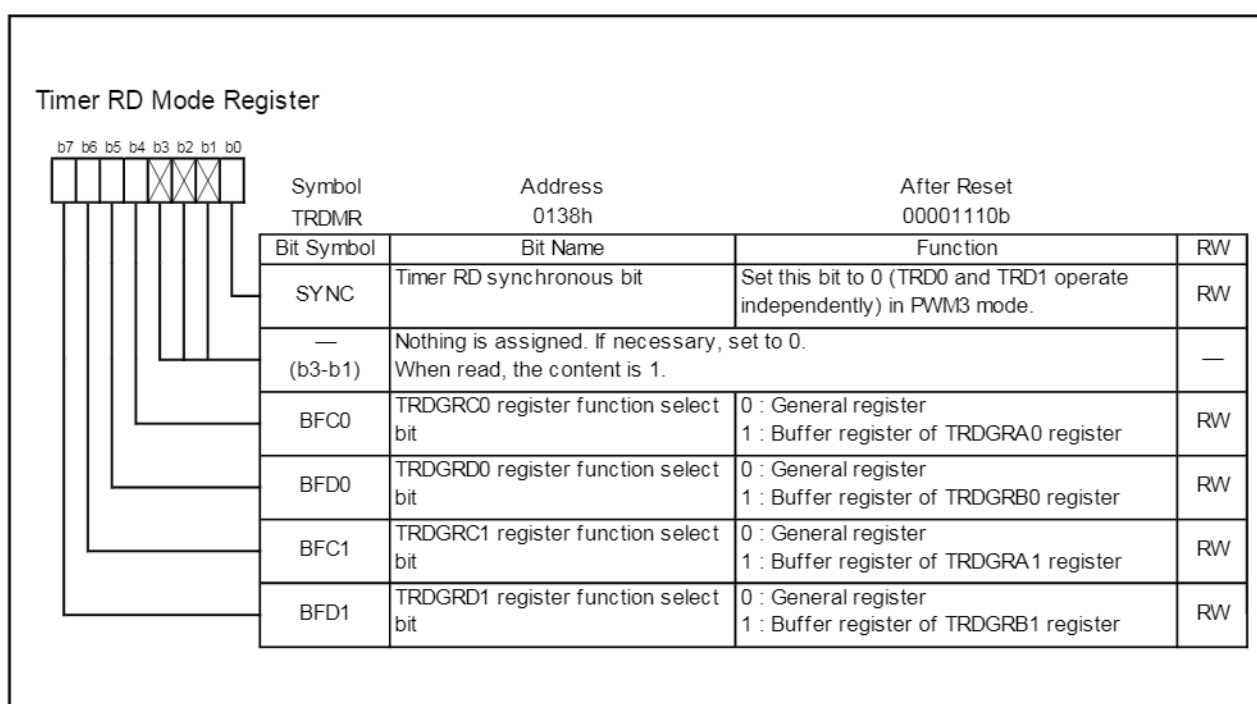 Timer RD Mode Register
b7 b6 b5 b4 b3 b2 b1 b0
Symbol Address After Reset
TRDMR 0138h 00001110b
Bit Symbol Bit Name Function RW
SYNC Timer RD synchronous bit Set this bit to 0 (TRD0 and TRD1 operate
independently) in PWM3 mode. RW
— Nothing is assigned. If necessary, set to 0.
(b3-b1) When read, the content is 1. —
BFC0 TRDGRC0 register function select 0 : General register
bit 1 : Buffer register of TRDGRA0 register RW
BFD0 TRDGRD0 register function select 0 : General register
bit 1 : Buffer register of TRDGRB0 register RW
BFC1 TRDGRC1 register function select 0 : General register
bit 1 : Buffer register of TRDGRA1 register RW
BFD1 TRDGRD1 register function select 0 : General register
bit 1 : Buffer register of TRDGRB1 register RW